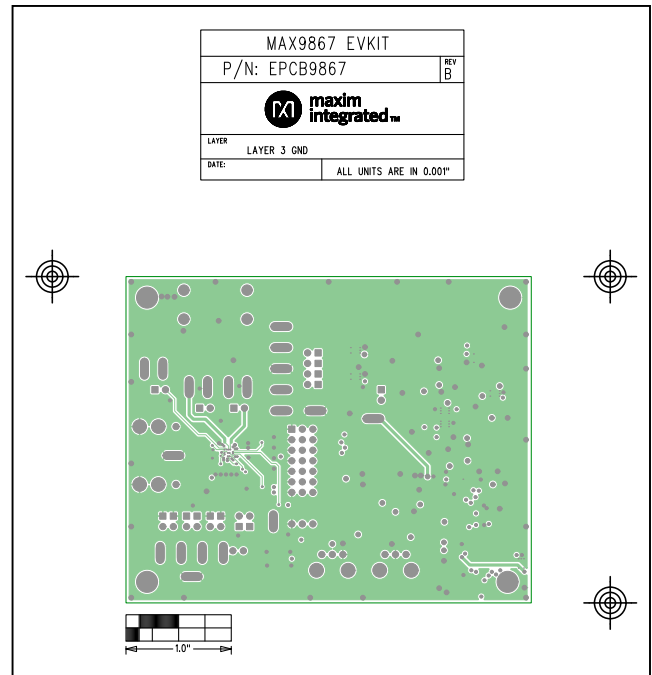 MAX9867 EVKIT
P/N: EPCB9867
REV
B
maxim
integrated™
LAYER
LAYER 3 GND
DATE:
ALL UNITS ARE IN 0.001"
1.0"